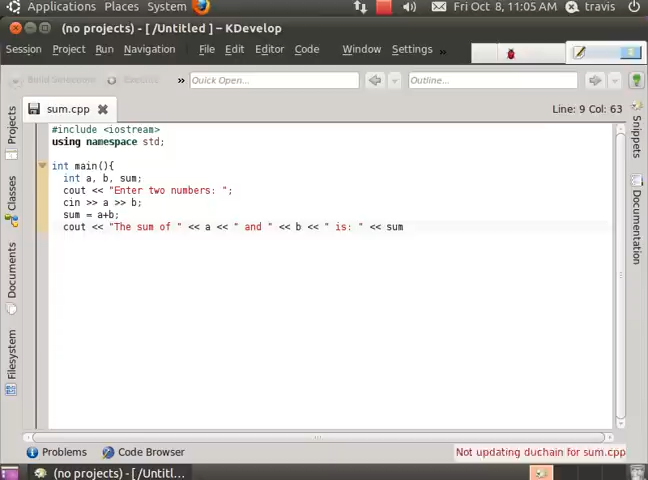 Applications Places System Fri Oct 8, 11:05 AM travis
(no projects) - [ /Untitled ] – KDevelop
Session Project Run Navigation File Edit Editor Code Window Settings
» Execute » Quick Open... Outline...
sum.cpp Line: 9 Col: 63
#include <iostream>
using namespace std;
int main(){
int a, b, sum;
cout << "Enter two numbers: ";
cin >> a >> b;
sum = a+b;
cout << "The sum of " << a << " and " << b << " is: " << sum
Projects
Classes
Documents
Filesystem
Snippets
Documentation
Problems Code Browser Not updating duchain for sum.cpp
(no projects) - [ /Untitl...